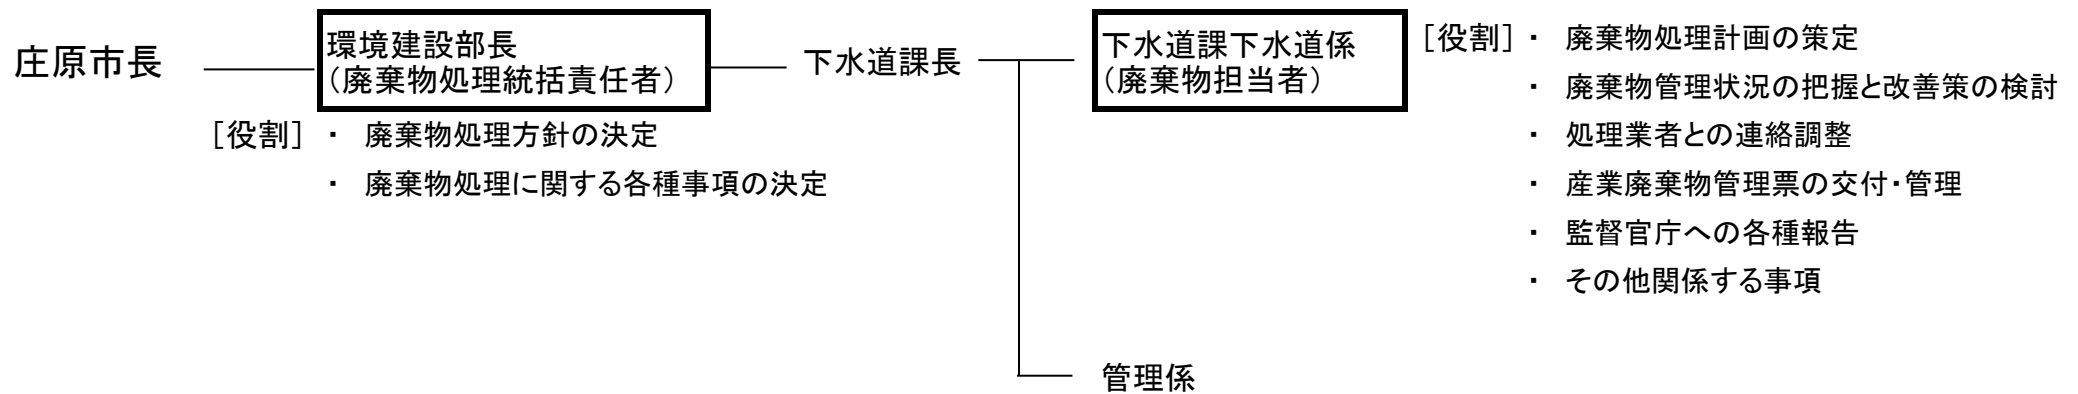 庄原市長
環境建設部長
（廃棄物処理統括責任者）
[役割] ・ 廃棄物処理方針の決定
・ 廃棄物処理に関する各種事項の決定
下水道課長
下水道課下水道係
（廃棄物担当者）
[役割] ・ 廃棄物処理計画の策定
・ 廃棄物管理状況の把握と改善策の検討
・ 処理業者との連絡調整
・ 産業廃棄物管理票の交付・管理
・ 監督官庁への各種報告
・ その他関係する事項
管理係